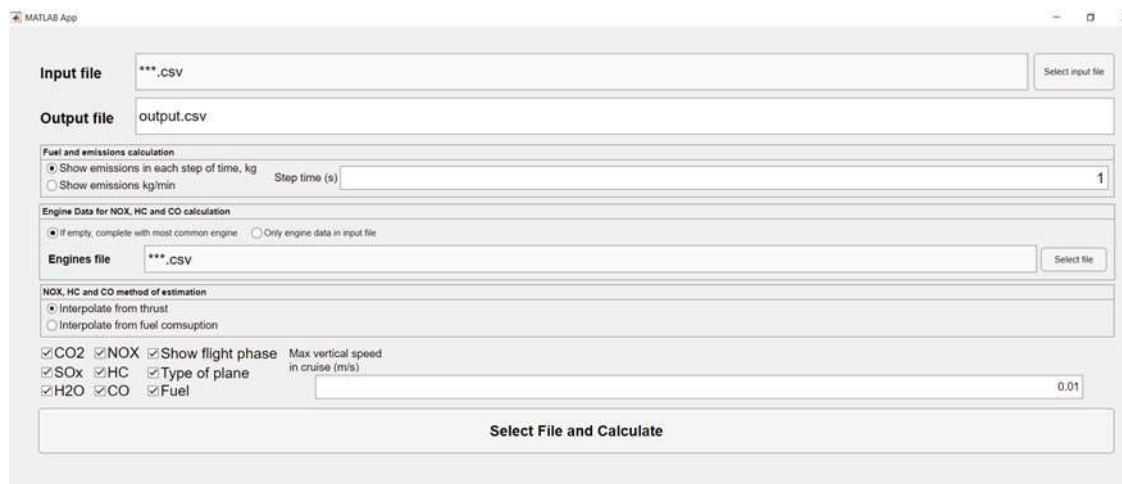 MATLAB App
Input file ***.csv Select input file
Output file output.csv
Fuel and emissions calculation
Show emissions in each step of time, kg
Show emissions kg/min
Step time (s) 1
Engine Data for NOX, HC and CO calculation
If empty, complete with most common engine Only engine data in input file
Engines file ***.csv Select file
NOX, HC and CO method of estimation
Interpolate from thrust
Interpolate from fuel comsuption
CO2 NOX Show flight phase
SOx HC Type of plane
H2O CO Fuel
Max vertical speed
in cruise (m/s)
0.01
Select File and Calculate